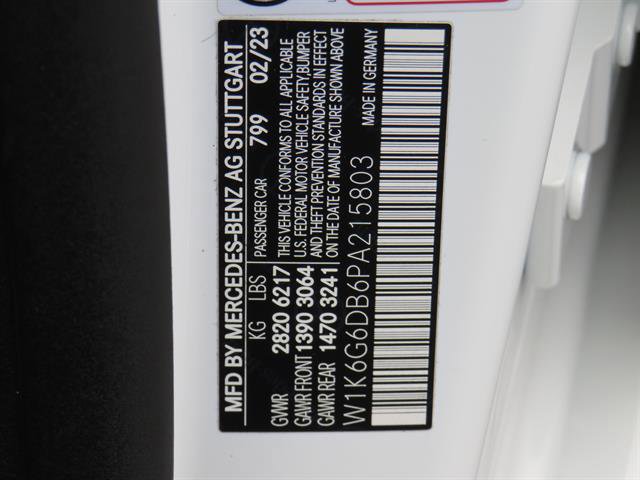 MFD BY MERCEDES-BENZ AG STUTTGART
KG LBS PASSENGER CAR 799 02/23
GVWR 2820 6217 THIS VEHICLE CONFORMS TO ALL APPLICABLE
U.S. FEDERAL MOTOR VEHICLE SAFETY,BUMPER
GAWR FRONT 1390 3064 AND THEFT PREVENTION STANDARDS IN EFFECT
GAWR REAR 1470 3241 ON THE DATE OF MANUFACTURE SHOWN ABOVE
W1K6G6DB6PA215803 MADE IN GERMANY